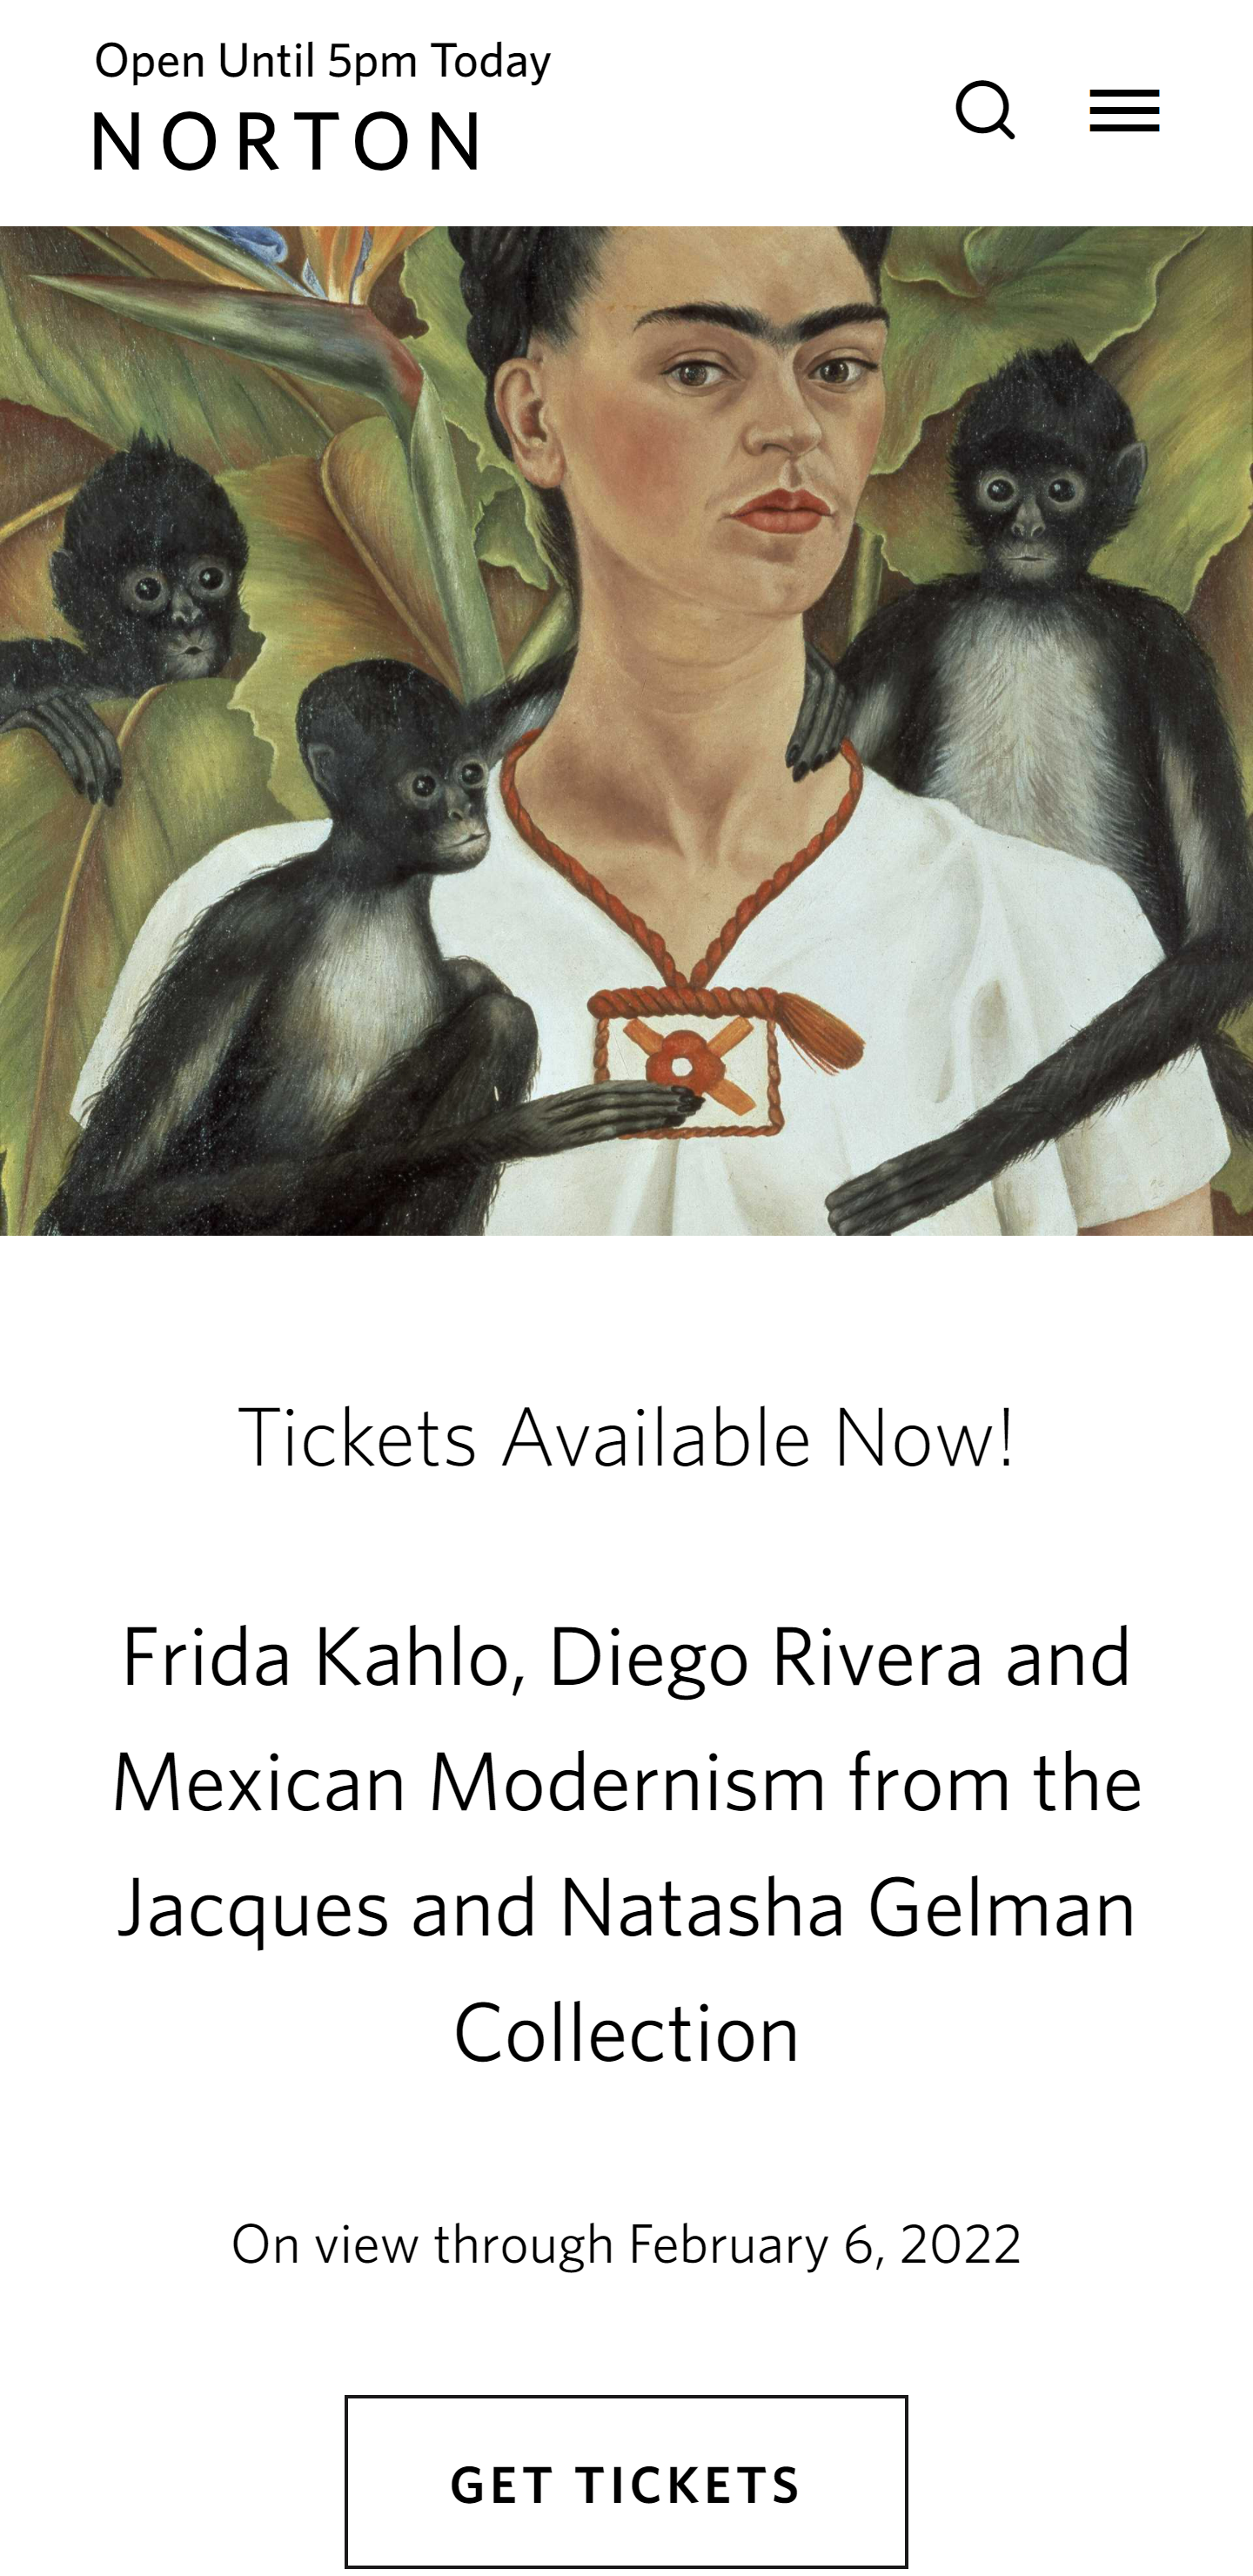 Open Until 5pm Today
NORTON
Tickets Available Now!
Frida Kahlo, Diego Rivera and
Mexican Modernism from the
Jacques and Natasha Gelman
Collection
On view through February 6, 2022
GET TICKETS